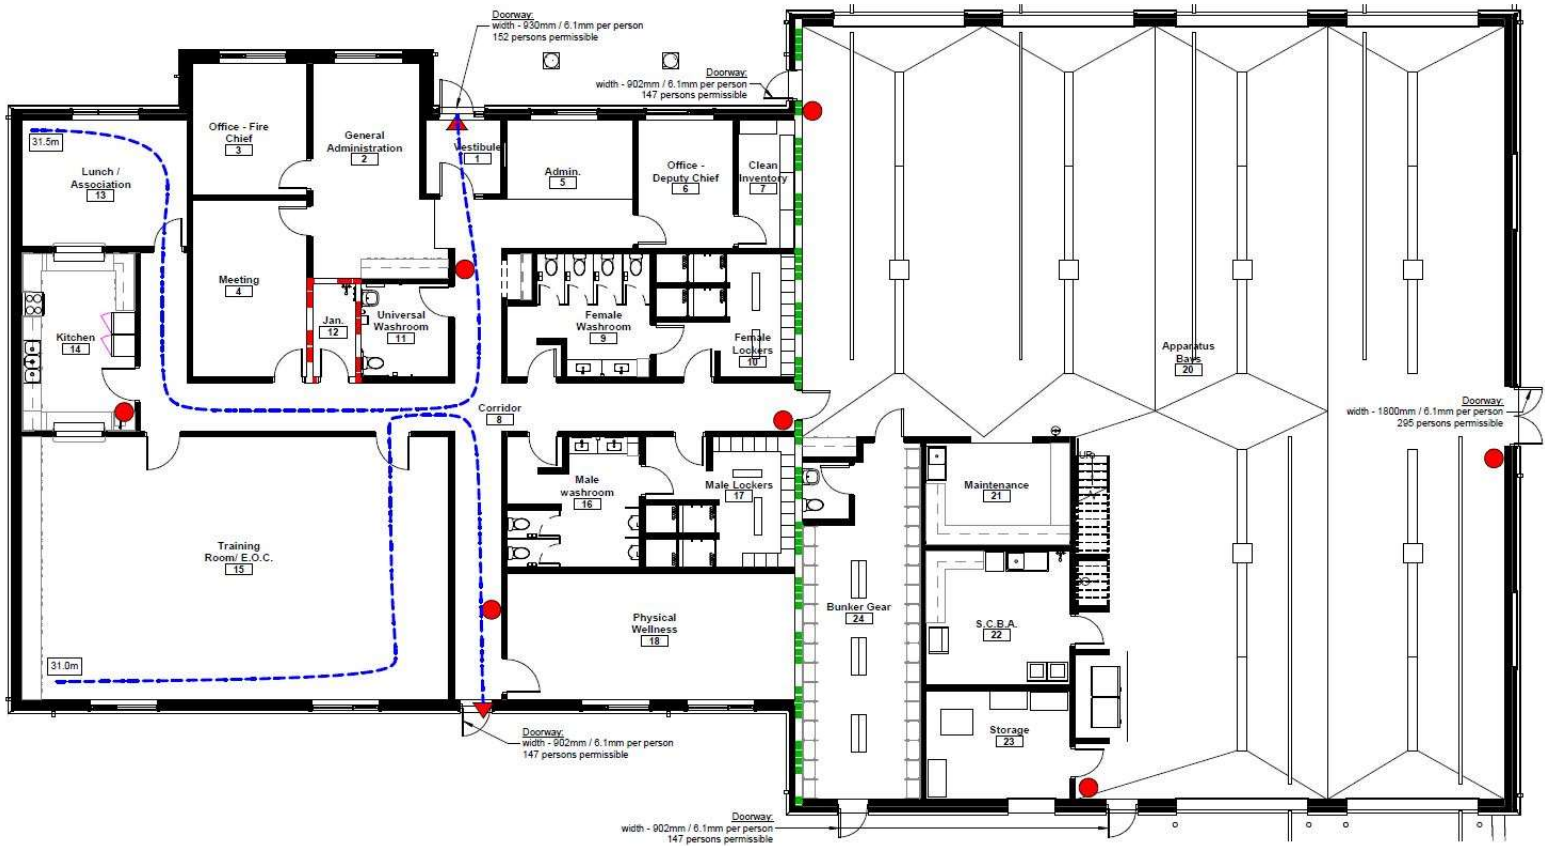 Doorway:
width - 930mm / 6.1mm per person
152 persons permissible
Doorway:
width - 902mm / 6.1mm per person
147 persons permissible
31.5m
Lunch /
Association
13
Office - Fire
Chief
3
General
Administration
2
Vestibule
1
Admin.
5
Office -
Deputy Chief
6
Clean
Inventory
7
Meeting
4
Kitchen
14
Jan.
12
Universal
Washroom
11
Female
Washroom
9
Female
Lockers
10
Apparatus
Bays
20
Corridor
8
Doorway:
width - 1800mm / 6.1mm per person
295 persons permissible
Training
Room/ E.O.C.
15
Male
washroom
16
Male Lockers
17
Maintenance
21
UP
Physical
Wellness
18
Bunker Gear
24
S.C.B.A.
22
31.0m
Storage
23
Doorway:
width - 902mm / 6.1mm per person
147 persons permissible
Doorway:
width - 902mm / 6.1mm per person
147 persons permissible